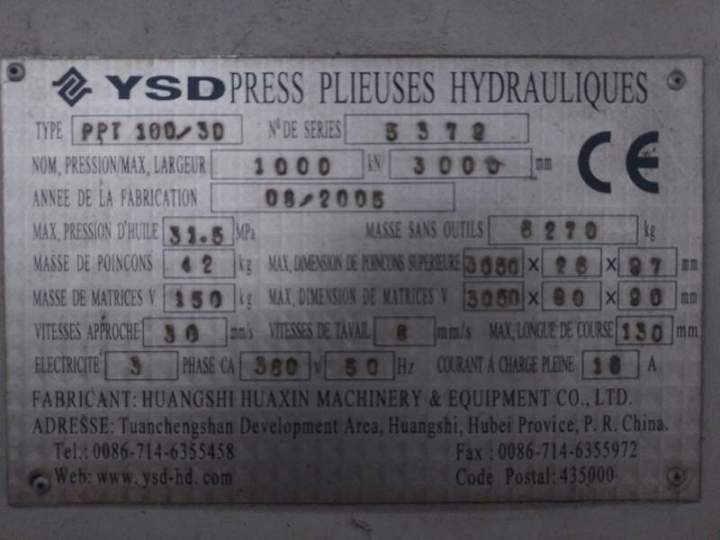 YSD PRESS PLIEUSES HYDRAULIQUES
TYPE PPT 100/30 N° DE SERIES 5372
NOM, PRESSION/MAX, LARGEUR 1000 kN 3000 mm
ANNEE DE LA FABRICATION 08/2005
CE
MAX, PRESSION D'HUILE 31.5 MPa MASSE SANS OUTILS 6270 kg
MASSE DE POINCONS 42 kg MAX, DIMENSION DE POINCONS SUPERIEURE 3050 × 26 × 97 mm
MASSE DE MATRICES V 150 kg MAX, DIMENSION DE MATRICES V 3050 × 90 × 90 mm
VITESSES APPROCHE 30 mm/s VITESSES DE TAVAIL 8 mm/s MAX, LONGUE DE COURSE 130 mm
ELECTRICITE 3 PHASE CA 380 V 50 Hz COURANT A CHARGE PLEINE 18 A
FABRICANT: HUANGSHI HUAXIN MACHINERY & EQUIPMENT CO., LTD.
ADRESSE: Tuanchengshan Development Area, Huangshi, Hubei Provice, P. R. China.
Tel.: 0086-714-6355458 Fax: 0086-714-6355972
Web: www.ysd-hd.com Code Postal: 435000